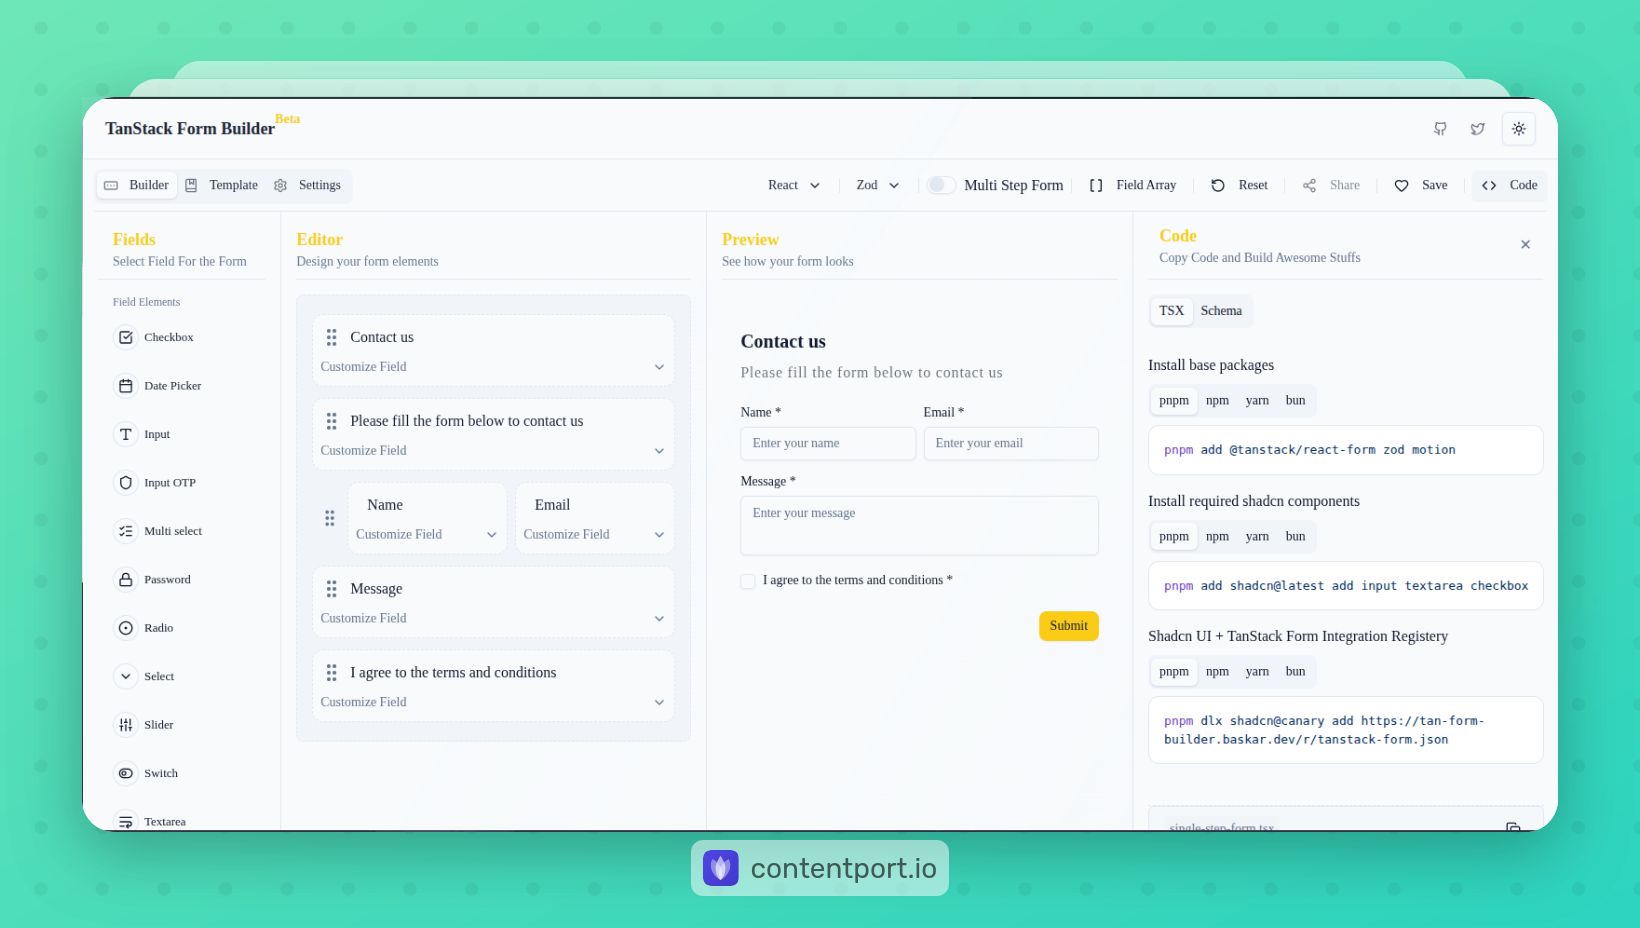 TanStack Form Builder Beta
Builder Template Settings
React Zod Multi Step Form Field Array Reset Share Save Code
Fields
Select Field For the Form
Field Elements
Checkbox
Date Picker
Input
Input OTP
Multi select
Password
Radio
Select
Slider
Switch
Textarea
Editor
Design your form elements
Contact us
Customize Field
Please fill the form below to contact us
Customize Field
Name Email
Customize Field Customize Field
Message
Customize Field
I agree to the terms and conditions
Customize Field
Preview
See how your form looks
Contact us
Please fill the form below to contact us
Name * Email *
Enter your name Enter your email
Message *
Enter your message
I agree to the terms and conditions *
Submit
Code
Copy Code and Build Awesome Stuffs
TSX Schema
Install base packages
pnpm npm yarn bun
pnpm add @tanstack/react-form zod motion
Install required shadcn components
pnpm npm yarn bun
pnpm add shadcn@latest add input textarea checkbox
Shadcn UI + TanStack Form Integration Registery
pnpm npm yarn bun
pnpm dlx shadcn@canary add https://tan-form-
builder.baskar.dev/r/tanstack-form.json
single-step-form.tsx
contentport.io